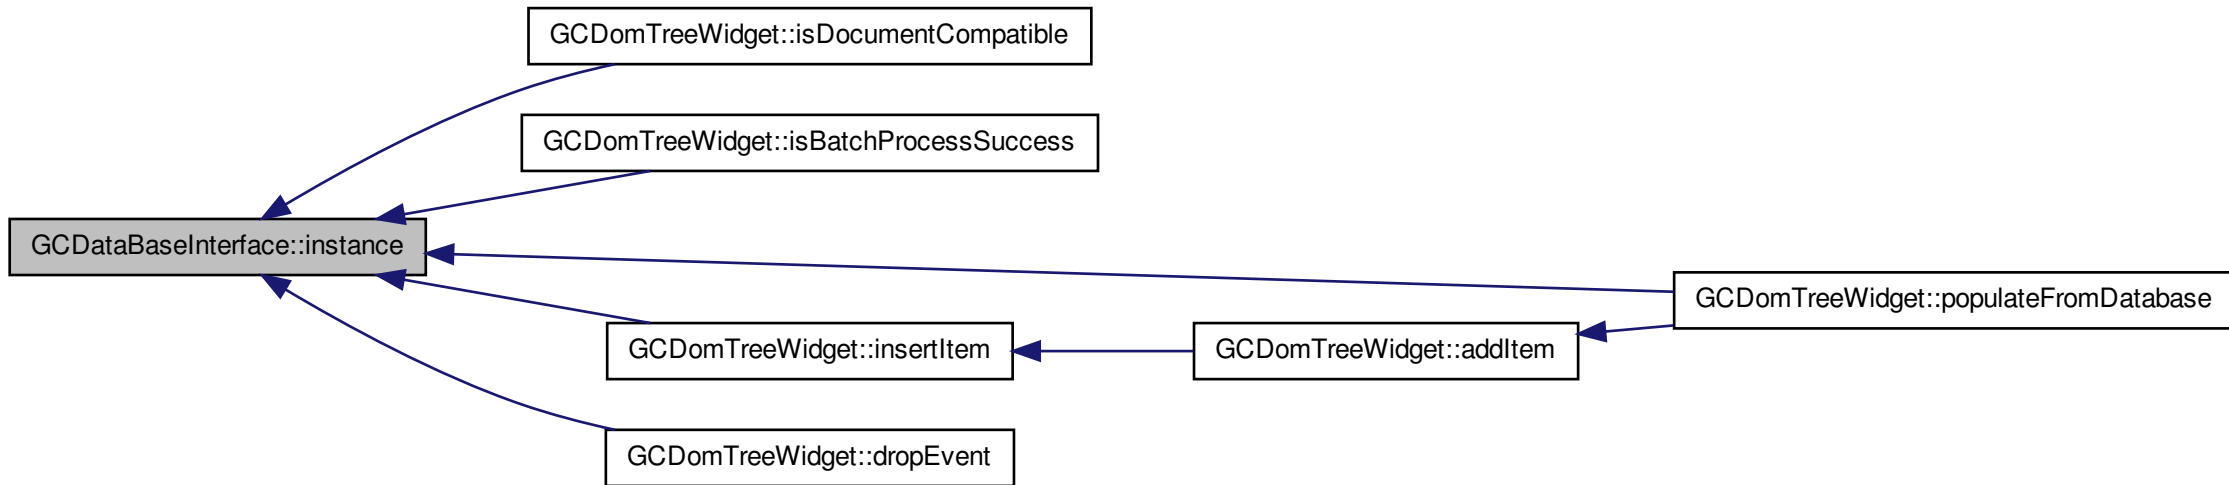 GCDomTreeWidget::isDocumentCompatible
GCDomTreeWidget::isBatchProcessSuccess
GCDataBaseInterface::instance
GCDomTreeWidget::populateFromDatabase
GCDomTreeWidget::insertItem
GCDomTreeWidget::addItem
GCDomTreeWidget::dropEvent